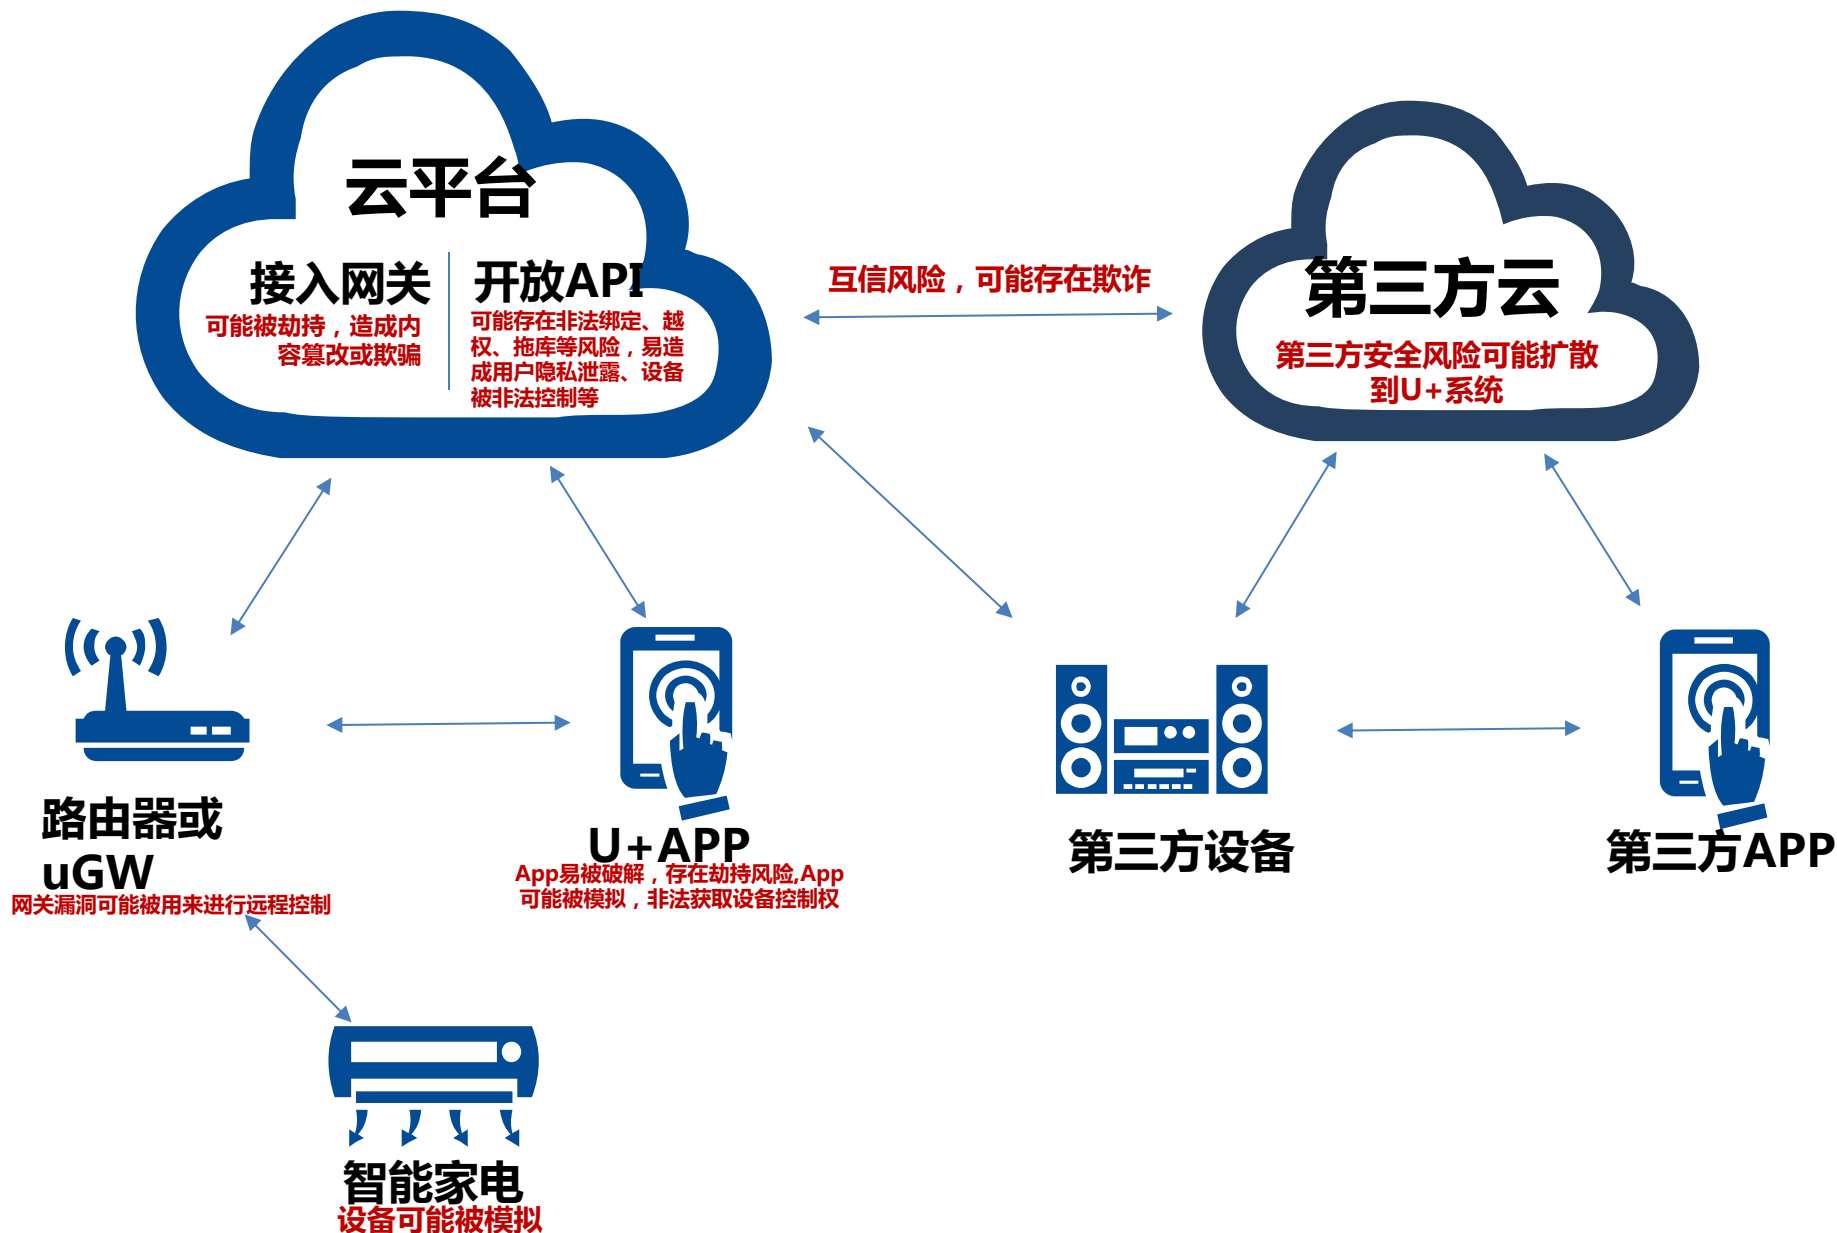 云平台
接入网关
可能被劫持，造成内
容篡改或欺骗
开放API
可能存在非法绑定、越
权、拖库等风险，易造
成用户隐私泄露、设备
被非法控制等
互信风险，可能存在欺诈
第三方云
第三方安全风险可能扩散
到U+系统
路由器或
uGW
网关漏洞可能被用来进行远程控制
U+APP
App易被破解，存在劫持风险,App
可能被模拟，非法获取设备控制权
第三方设备
第三方APP
智能家电
设备可能被模拟